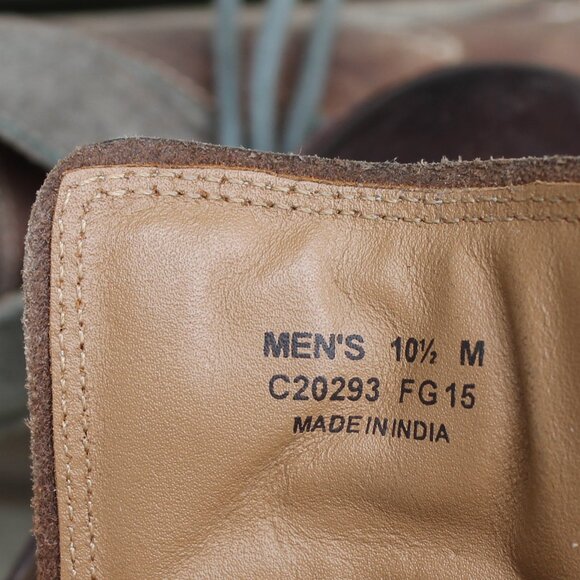 MEN'S 10½ M
C20293 FG15
MADE IN INDIA